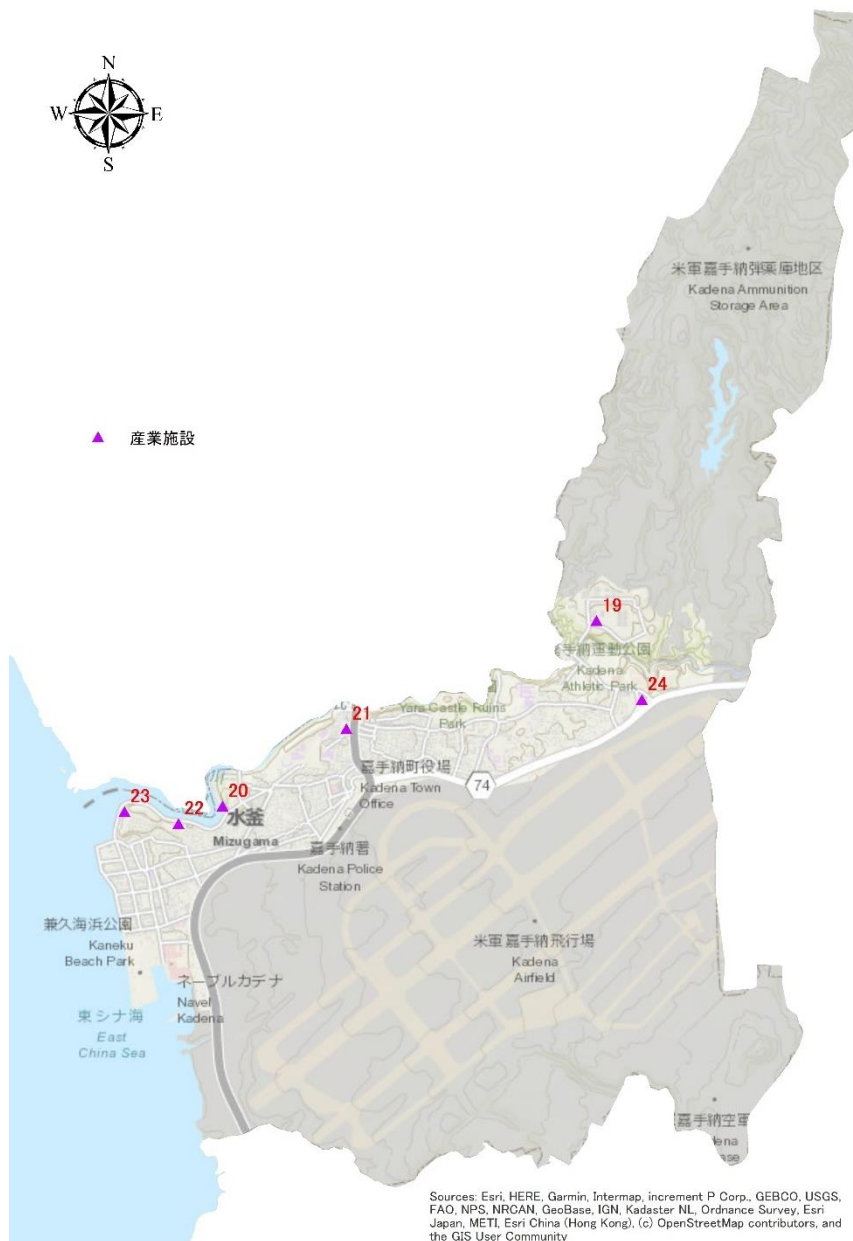 N
W
E
S
米軍嘉手納弾薬庫地区
Kadena Ammunition
Storage Area
産業施設
19
手納運動公園
Kadena
Athletic Park
24
21
Yara Castle Ruins
Park
嘉手納町役場
Kadena Town
Office
74
23
22
20
水釜
Mizugama
嘉手納署
Kadena Police
Station
兼久海浜公園
Kaneku
Beach Park
米軍嘉手納飛行場
Kadena
Airfield
ネーブルカデナ
Navel
Kadena
東シナ海
East
China Sea
嘉手納空軍
dena
ase
Sources: Esri, HERE, Garmin, Intermap, increment P Corp., GEBCO, USGS,
FAO, NPS, NRCAN, GeoBase, IGN, Kadaster NL, Ordnance Survey, Esri
Japan, METI, Esri China (Hong Kong), (c) OpenStreetMap contributors, and
the GIS User Community